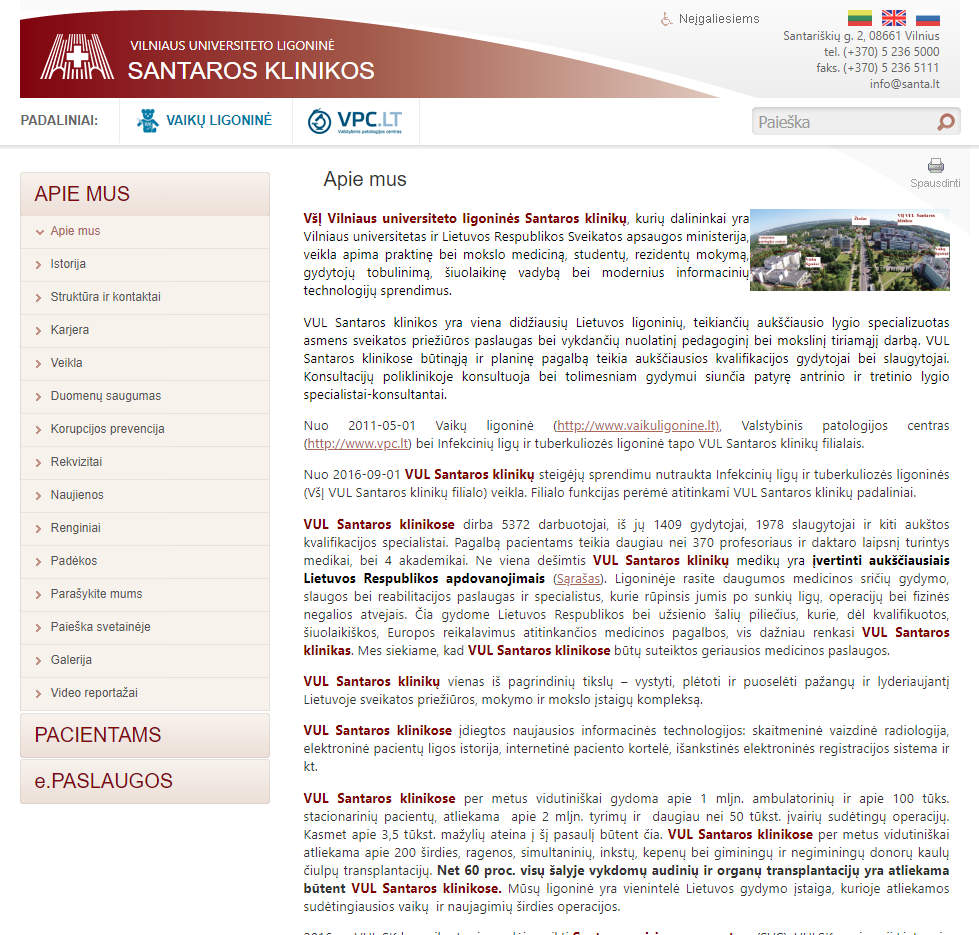 Neįgaliesiems
Santariškių g. 2, 08661 Vilnius
tel. (+370) 5 236 5000
faks. (+370) 5 236 5111
info@santa.lt
VILNIAUS UNIVERSITETO LIGONINĖ
SANTAROS KLINIKOS
PADALINIAI:
VAIKŲ LIGONINĖ
VPC.LT
Valstybinis patologijos centras
Paieška
Spausdinti
APIE MUS
Apie mus
Istorija
Struktūra ir kontaktai
Karjera
Veikla
Duomenų saugumas
Korupcijos prevencija
Rekvizitai
Naujienos
Renginiai
Padėkos
Parašykite mums
Paieška svetainėje
Galerija
Video reportažai
PACIENTAMS
e.PASLAUGOS
Apie mus
VšĮ Vilniaus universiteto ligoninės Santaros klinikų, kurių dalininkai yra
Vilniaus universitetas ir Lietuvos Respublikos Sveikatos apsaugos ministerija,
veikla apima praktinę bei mokslo mediciną, studentų, rezidentų mokymą,
gydytojų tobulinimą, šiuolaikinę vadybą bei modernius informacinių
technologijų sprendimus.
VUL Santaros klinikos yra viena didžiausių Lietuvos ligoninių, teikiančių aukščiausio lygio specializuotas
asmens sveikatos priežiūros paslaugas bei vykdančių nuolatinį pedagoginį bei mokslinį tiriamąjį darbą. VUL
Santaros klinikose būtinąją ir planinę pagalbą teikia aukščiausios kvalifikacijos gydytojai bei slaugytojai.
Konsultacijų poliklinikoje konsultuoja bei tolimesniam gydymui siunčia patyrę antrinio ir tretinio lygio
specialistai-konsultantai.
Nuo 2011-05-01 Vaikų ligoninė (http://www.vaikuligonine.lt), Valstybinis patologijos centras
(http://www.vpc.lt) bei Infekcinių ligų ir tuberkuliozės ligoninė tapo VUL Santaros klinikų filialais.
Nuo 2016-09-01 VUL Santaros klinikų steigėjų sprendimu nutraukta Infekcinių ligų ir tuberkuliozės ligoninės
(VšĮ VUL Santaros klinikų filialo) veikla. Filialo funkcijas perėmė atitinkami VUL Santaros klinikų padaliniai.
VUL Santaros klinikose dirba 5372 darbuotojai, iš jų 1409 gydytojai, 1978 slaugytojai ir kiti aukštos
kvalifikacijos specialistai. Pagalbą pacientams teikia daugiau nei 370 profesoriaus ir daktaro laipsnį turintys
medikai, bei 4 akademikai. Ne viena dešimtis VUL Santaros klinikų medikų yra įvertinti aukščiausiais
Lietuvos Respublikos apdovanojimais (Sąrašas). Ligoninėje rasite daugumos medicinos sričių gydymo,
slaugos bei reabilitacijos paslaugas ir specialistus, kurie rūpinsis jumis po sunkių ligų, operacijų bei fizinės
negalios atvejais. Čia gydome Lietuvos Respublikos bei užsienio šalių piliečius, kurie, dėl kvalifikuotos,
šiuolaikiškos, Europos reikalavimus atitinkančios medicinos pagalbos, vis dažniau renkasi VUL Santaros
klinikas. Mes siekiame, kad VUL Santaros klinikose būtų suteiktos geriausios medicinos paslaugos.
VUL Santaros klinikų vienas iš pagrindinių tikslų – vystyti, plėtoti ir puoselėti pažangų ir lyderiaujantį
Lietuvoje sveikatos priežiūros, mokymo ir mokslo įstaigų kompleksą.
VUL Santaros klinikose įdiegtos naujausios informacinės technologijos: skaitmeninė vaizdinė radiologija,
elektroninė pacientų ligos istorija, internetinė paciento kortelė, išankstinės elektroninės registracijos sistema ir
kt.
VUL Santaros klinikose per metus vidutiniškai gydoma apie 1 mljn. ambulatorinių ir apie 100 tūks.
stacionarinių pacientų, atliekama apie 2 mljn. tyrimų ir daugiau nei 50 tūkst. įvairių sudėtingų operacijų.
Kasmet apie 3,5 tūkst. mažylių ateina į šį pasaulį būtent čia. VUL Santaros klinikose per metus vidutiniškai
atliekama apie 200 širdies, ragenos, simultaninių, inkstų, kepenų bei giminingų ir negiminingų donorų kaulų
čiulpų transplantacijų. Net 60 proc. visų šalyje vykdomų audinių ir organų transplantacijų yra atliekama
būtent VUL Santaros klinikose. Mūsų ligoninė yra vienintelė Lietuvos gydymo įstaiga, kurioje atliekamos
sudėtingiausios vaikų ir naujagimių širdies operacijos.